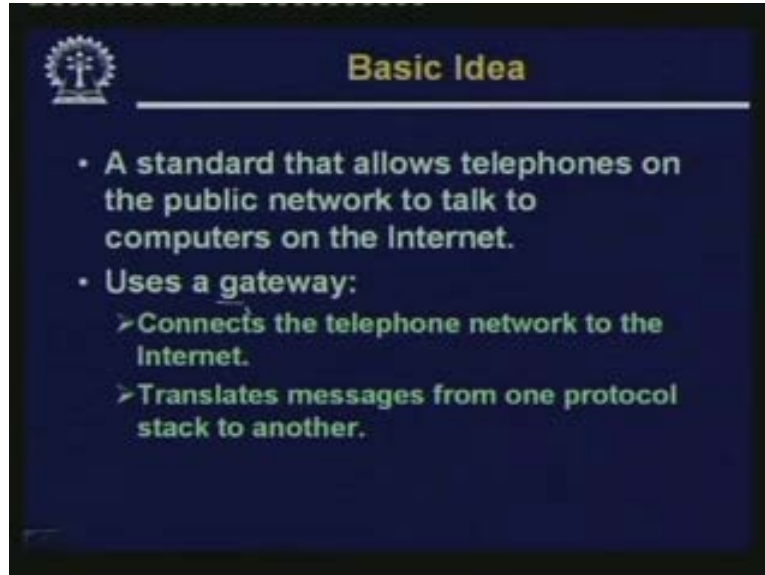 Basic Idea
• A standard that allows telephones on
the public network to talk to
computers on the Internet.
• Uses a gateway:
➢Connects the telephone network to the
Internet.
➢Translates messages from one protocol
stack to another.